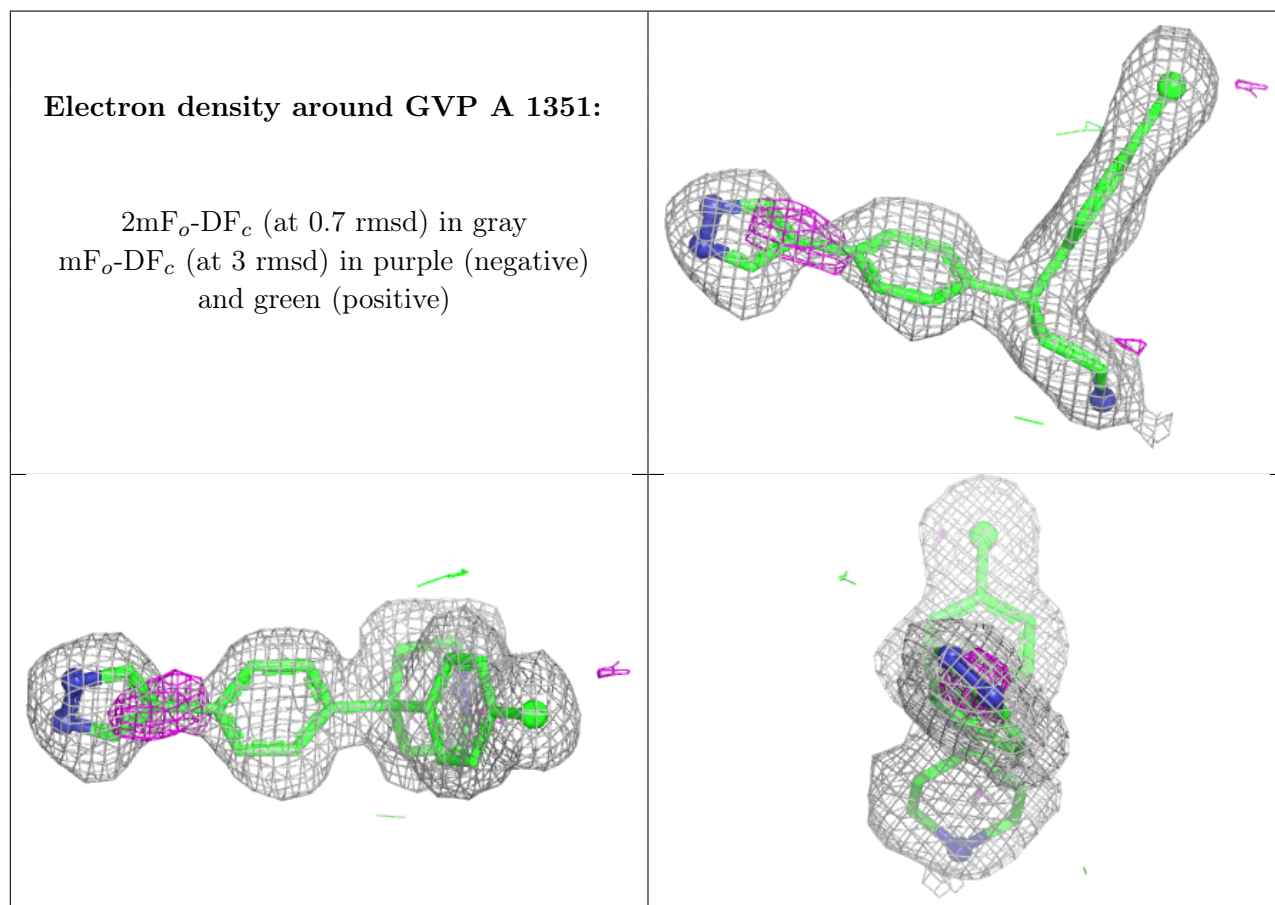 Electron density around GVP A 1351:
2mFₒ-DF𝒸 (at 0.7 rmsd) in gray
mFₒ-DF𝒸 (at 3 rmsd) in purple (negative)
and green (positive)